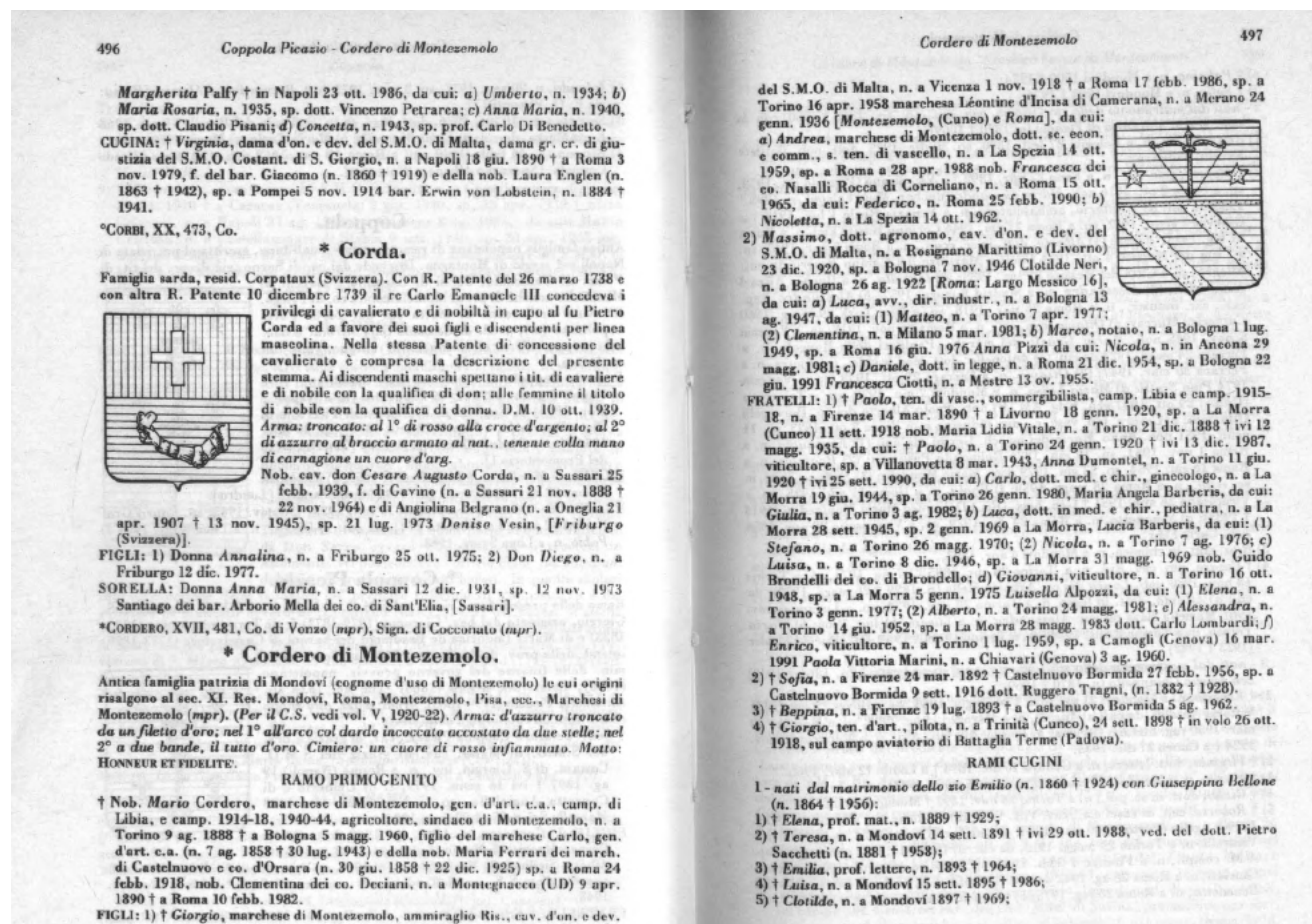 496
Coppola Picazio - Cordero di Montezemolo
Margherita Palfy † in Napoli 23 ott. 1986, da cui: a) Umberto, n. 1934; b)
Maria Rosaria, n. 1935, sp. dott. Vincenzo Petrarca; c) Anna Maria, n. 1940,
sp. dott. Claudio Pisani; d) Concetta, n. 1943, sp. prof. Carlo Di Benedetto.
CUGINA: † Virginia, dama d'on. e dev. del S.M.O. di Malta, dama gr. cr. di giu-
stizia del S.M.O. Costant. di S. Giorgio, n. a Napoli 18 giu. 1890 † a Roma 3
nov. 1979, f. del bar. Giacomo (n. 1860 † 1919) e della nob. Laura Englen (n.
1863 † 1942), sp. a Pompei 5 nov. 1914 bar. Erwin von Lobstein, n. 1884 †
1941.
°CORBI, XX, 473, Co.
* Corda.
Famiglia sarda, resid. Corpataux (Svizzera). Con R. Patente del 26 marzo 1738 e
con altra R. Patente 10 dicembre 1739 il re Carlo Emanuele III concedeva i
privilegi di cavalierato e di nobiltà in capo al fu Pietro
Corda ed a favore dei suoi figli e discendenti per linea
mascolina. Nella stessa Patente di concessione del
cavalierato è compresa la descrizione del presente
stemma. Ai discendenti maschi spettano i tit. di cavaliere
e di nobile con la qualifica di don; alle femmine il titolo
di nobile con la qualifica di donna. D.M. 10 ott. 1939.
Arma: troncato: al 1° di rosso alla croce d'argento; al 2°
di azzurro al braccio armato al nat., tenente colla mano
di carnagione un cuore d'arg.
Nob. cav. don Cesare Augusto Corda, n. a Sassari 25
febb. 1939, f. di Gavino (n. a Sassari 21 nov. 1888 †
22 nov. 1964) e di Angiolina Belgrano (n. a Oneglia 21
apr. 1907 † 13 nov. 1945), sp. 21 lug. 1973 Denise Vesin, [Friburgo
(Svizzera)].
FIGLI: 1) Donna Annalina, n. a Friburgo 25 ott. 1975; 2) Don Diego, n. a
Friburgo 12 dic. 1977.
SORELLA: Donna Anna Maria, n. a Sassari 12 dic. 1931, sp. 12 nov. 1973
Santiago dei bar. Arborio Mella dei co. di Sant'Elia, [Sassari].
*CORDERO, XVII, 481, Co. di Vonzo (mpr), Sign. di Cocconato (mpr).
* Cordero di Montezemolo.
Antica famiglia patrizia di Mondoví (cognome d'uso di Montezemolo) le cui origini
risalgono al sec. XI. Res. Mondoví, Roma, Montezemolo, Pisa, ecc., Marchesi di
Montezemolo (mpr). (Per il C.S. vedi vol. V, 1920-22). Arma: d'azzurro troncato
da un filetto d'oro; nel 1° all'arco col dardo incoccato accostato da due stelle; nel
2° a due bande, il tutto d'oro. Cimiero: un cuore di rosso infiammato. Motto:
HONNEUR ET FIDELITE'.
RAMO PRIMOGENITO
† Nob. Mario Cordero, marchese di Montezemolo, gen. d'art. c.a., camp. di
Libia, e camp. 1914-18, 1940-44, agricoltore, sindaco di Montezemolo, n. a
Torino 9 ag. 1888 † a Bologna 5 magg. 1960, figlio del marchese Carlo, gen.
d'art. c.a. (n. 7 ag. 1858 † 30 lug. 1943) e della nob. Maria Ferrari dei march.
di Castelnuovo e co. d'Orsara (n. 30 giu. 1858 † 22 dic. 1925) sp. a Roma 24
febb. 1918, nob. Clementina dei co. Deciani, n. a Montegnacco (UD) 9 apr.
1890 † a Roma 10 febb. 1982.
FIGLI: 1) † Giorgio, marchese di Montezemolo, ammiraglio Ris., cav. d'on. e dev.
Cordero di Montezemolo
497
del S.M.O. di Malta, n. a Vicenza 1 nov. 1918 † a Roma 17 febb. 1986, sp. a
Torino 16 apr. 1958 marchesa Léontine d'Incisa di Camerana, n. a Merano 24
genn. 1936 [Montezemolo, (Cuneo) e Roma], da cui:
a) Andrea, marchese di Montezemolo, dott. sc. econ.
e comm., s. ten. di vascello, n. a La Spezia 14 ott.
1959, sp. a Roma a 28 apr. 1988 nob. Francesca dei
co. Nasalli Rocca di Corneliano, n. a Roma 15 ott.
1965, da cui: Federico, n. Roma 25 febb. 1990; b)
Nicoletta, n. a La Spezia 14 ott. 1962.
2) Massimo, dott. agronomo, cav. d'on. e dev. del
S.M.O. di Malta, n. a Rosignano Marittimo (Livorno)
23 dic. 1920, sp. a Bologna 7 nov. 1946 Clotilde Neri,
n. a Bologna 26 ag. 1922 [Roma: Largo Messico 16],
da cui: a) Luca, avv., dir. industr., n. a Bologna 13
ag. 1947, da cui: (1) Matteo, n. a Torino 7 apr. 1977;
(2) Clementina, n. a Milano 5 mar. 1981; b) Marco, notaio, n. a Bologna 1 lug.
1949, sp. a Roma 16 giu. 1976 Anna Pizzi da cui: Nicola, n. in Ancona 29
magg. 1981; c) Daniele, dott. in legge, n. a Roma 21 dic. 1954, sp. a Bologna 22
giu. 1991 Francesca Ciotti, n. a Mestre 13 ov. 1955.
FRATELLI: 1) † Paolo, ten. di vasc., sommergibilista, camp. Libia e camp. 1915-
18, n. a Firenze 14 mar. 1890 † a Livorno 18 genn. 1920, sp. a La Morra
(Cuneo) 11 sett. 1918 nob. Maria Lidia Vitale, n. a Torino 21 dic. 1888 † ivi 12
magg. 1935, da cui: † Paolo, n. a Torino 24 genn. 1920 † ivi 13 dic. 1987,
viticultore, sp. a Villanovetta 8 mar. 1943, Anna Dumontel, n. a Torino 11 giu.
1920 † ivi 25 sett. 1990, da cui: a) Carlo, dott. med. e chir., ginecologo, n. a La
Morra 19 giu. 1944, sp. a Torino 26 genn. 1980, Maria Angela Barberis, da cui:
Giulia, n. a Torino 3 ag. 1982; b) Luca, dott. in med. e chir., pediatra, n. a La
Morra 28 sett. 1945, sp. 2 genn. 1969 a La Morra, Lucia Barberis, da cui: (1)
Stefano, n. a Torino 26 magg. 1970; (2) Nicola, n. a Torino 7 ag. 1976; c)
Luisa, n. a Torino 8 dic. 1946, sp. a La Morra 31 magg. 1969 nob. Guido
Brondelli dei co. di Brondello; d) Giovanni, viticultore, n. a Torino 16 ott.
1948, sp. a La Morra 5 genn. 1975 Luisella Alpozzi, da cui: (1) Elena, n. a
Torino 3 genn. 1977; (2) Alberto, n. a Torino 24 magg. 1981; e) Alessandra, n.
a Torino 14 giu. 1952, sp. a La Morra 28 magg. 1983 dott. Carlo Lombardi; f)
Enrico, viticultore, n. a Torino 1 lug. 1959, sp. a Camogli (Genova) 16 mar.
1991 Paola Vittoria Marini, n. a Chiavari (Genova) 3 ag. 1960.
2) † Sofia, n. a Firenze 24 mar. 1892 † Castelnuovo Bormida 27 febb. 1956, sp. a
Castelnuovo Bormida 9 sett. 1916 dott. Ruggero Tragni, (n. 1882 † 1928).
3) † Beppina, n. a Firenze 19 lug. 1893 † a Castelnuovo Bormida 5 ag. 1962.
4) † Giorgio, ten. d'art., pilota, n. a Trinità (Cuneo), 24 sett. 1898 † in volo 26 ott.
1918, sul campo aviatorio di Battaglia Terme (Padova).
RAMI CUGINI
1 - nati dal matrimonio dello zio Emilio (n. 1860 † 1924) con Giuseppina Bellone
(n. 1864 † 1956):
1) † Elena, prof. mat., n. 1889 † 1929;
2) † Teresa, n. a Mondoví 14 sett. 1891 † ivi 29 ott. 1988, ved. del dott. Pietro
Sacchetti (n. 1881 † 1958);
3) † Emilia, prof. lettere, n. 1893 † 1964;
4) † Luisa, n. a Mondoví 15 sett. 1895 † 1986;
5) † Clotilde, n. a Mondoví 1897 † 1969;